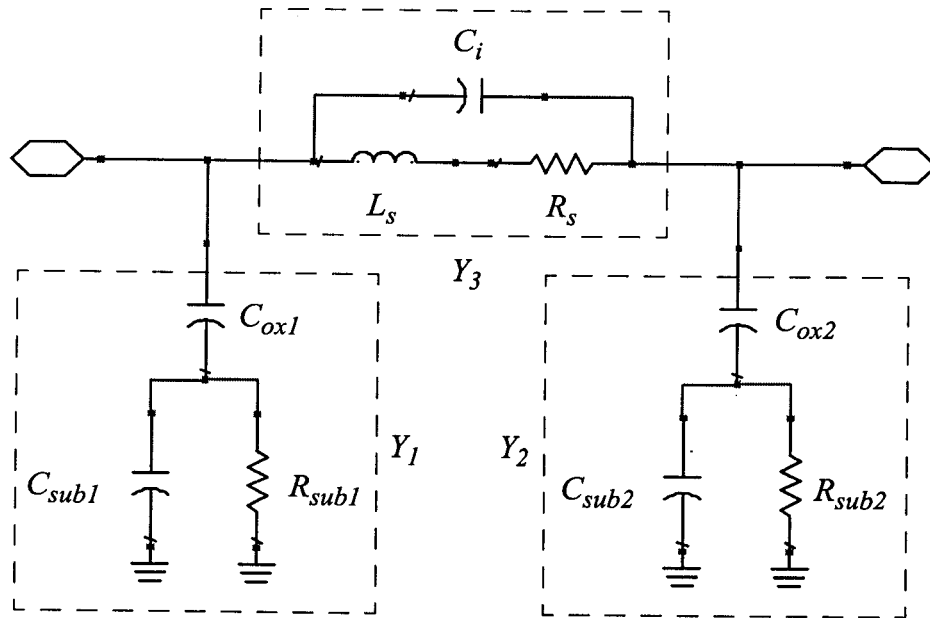 C_i
L_s
R_s
Y_3
C_ox1
C_ox2
Y_1
Y_2
C_sub1
R_sub1
C_sub2
R_sub2